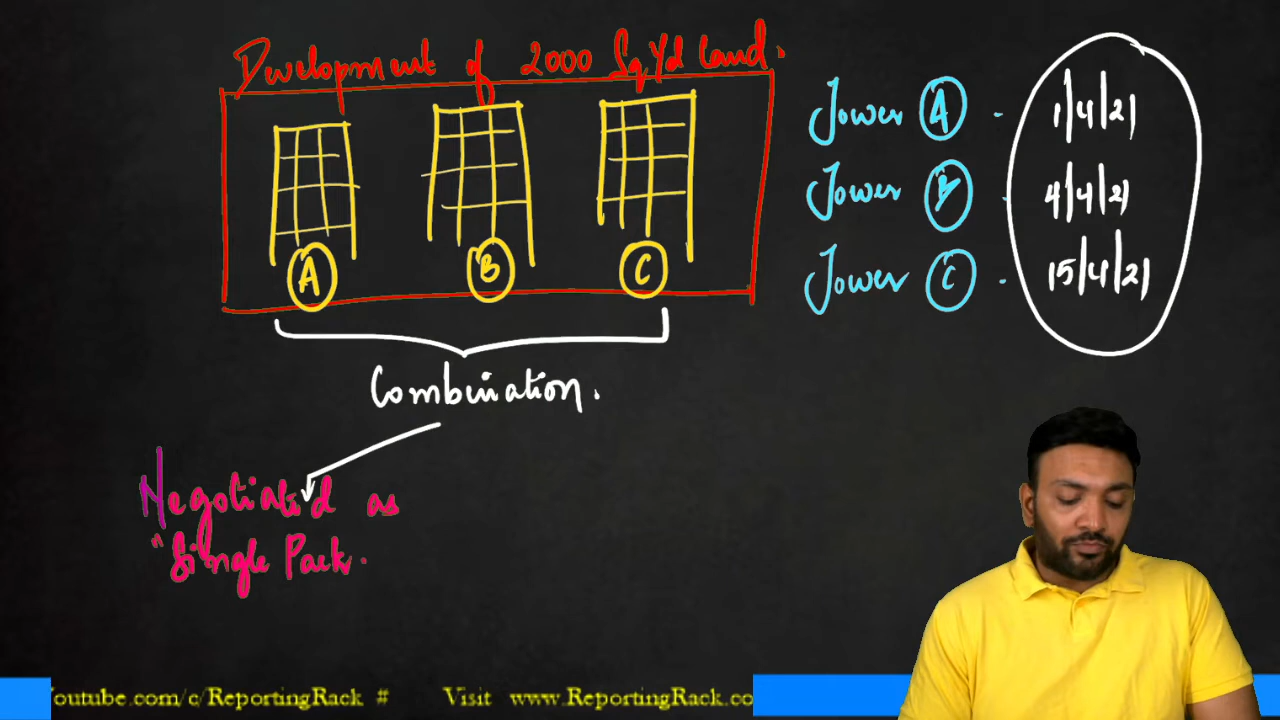 Development of 2000 Sq Yd land.
A B C
Tower A - 1/4/21
Tower B - 4/4/21
Tower C - 15/4/21
Combination.
Negotiated as
"Single Pack.
Youtube.com/c/ReportingRack # Visit www.ReportingRack.co